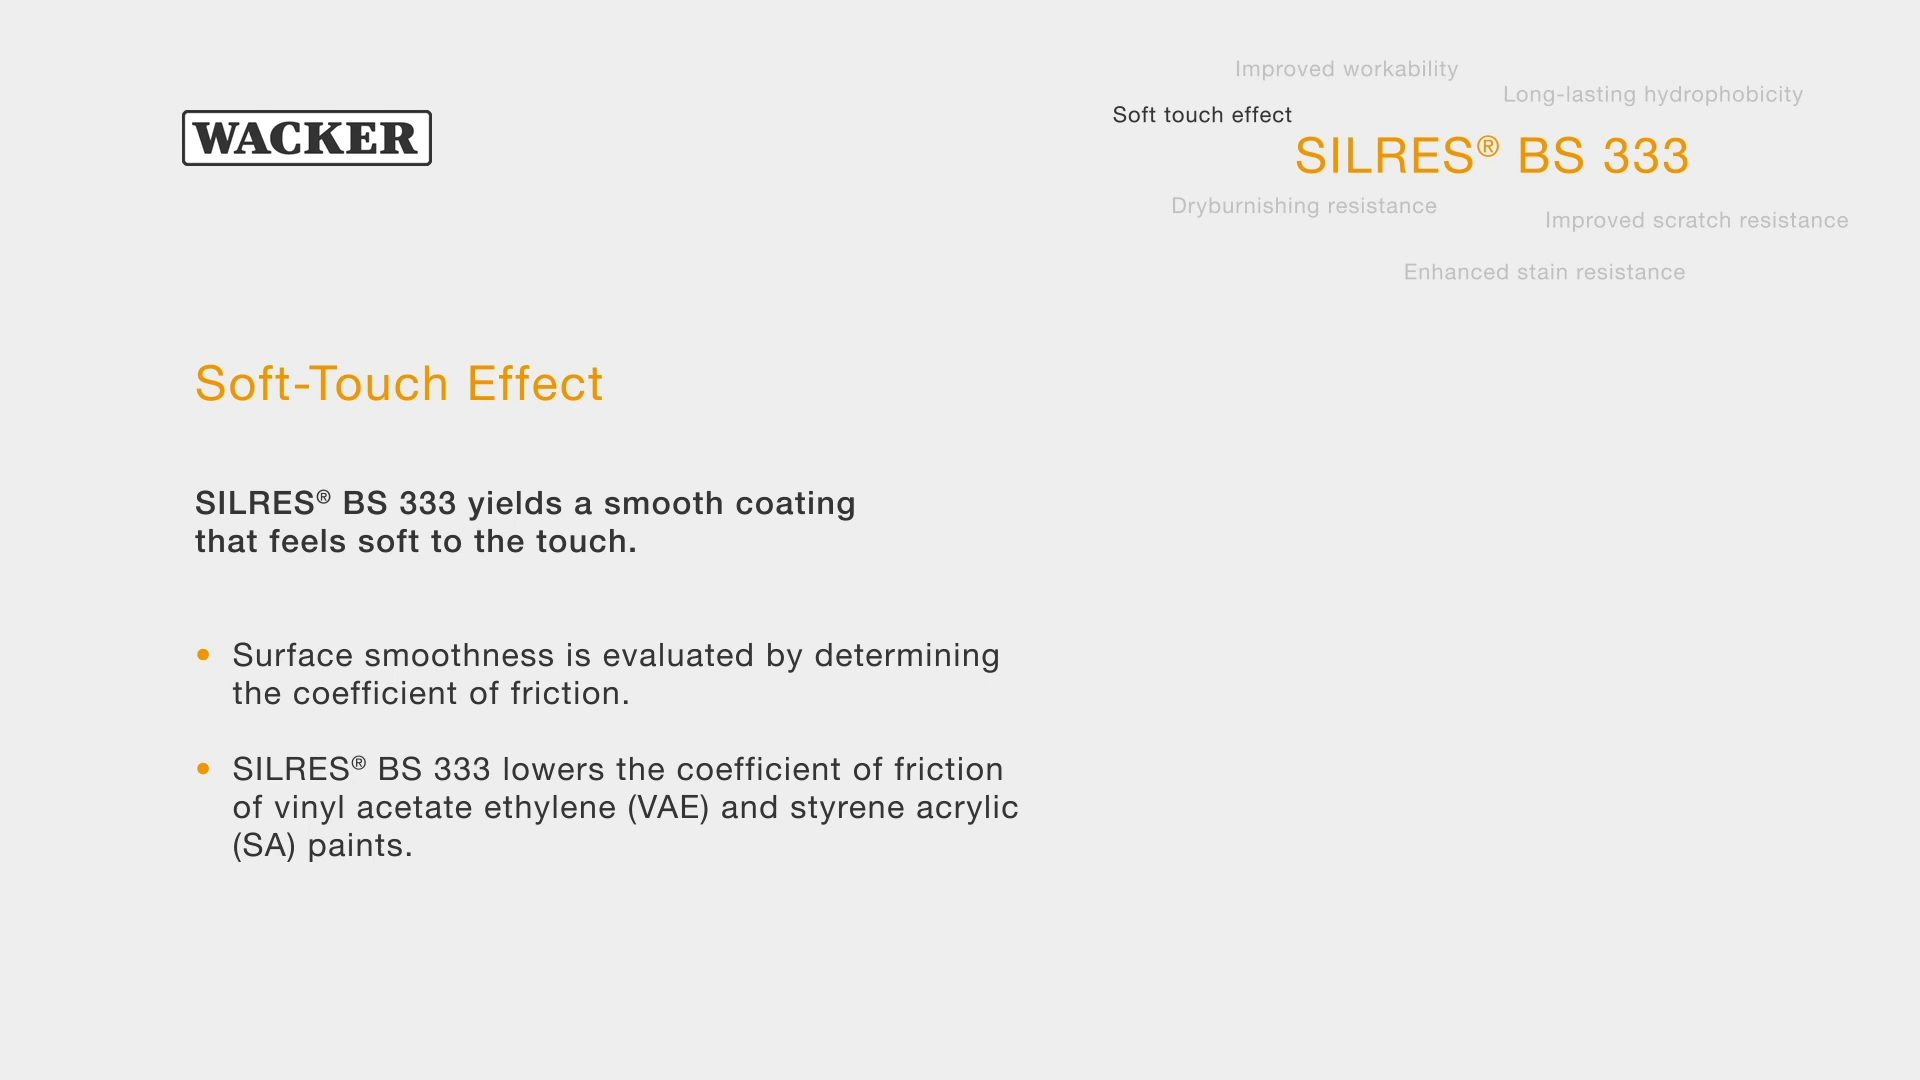 WACKER
Improved workability
Long-lasting hydrophobicity
Soft touch effect
SILRES® BS 333
Dryburnishing resistance
Improved scratch resistance
Enhanced stain resistance
Soft-Touch Effect
SILRES® BS 333 yields a smooth coating
that feels soft to the touch.
• Surface smoothness is evaluated by determining
the coefficient of friction.
• SILRES® BS 333 lowers the coefficient of friction
of vinyl acetate ethylene (VAE) and styrene acrylic
(SA) paints.